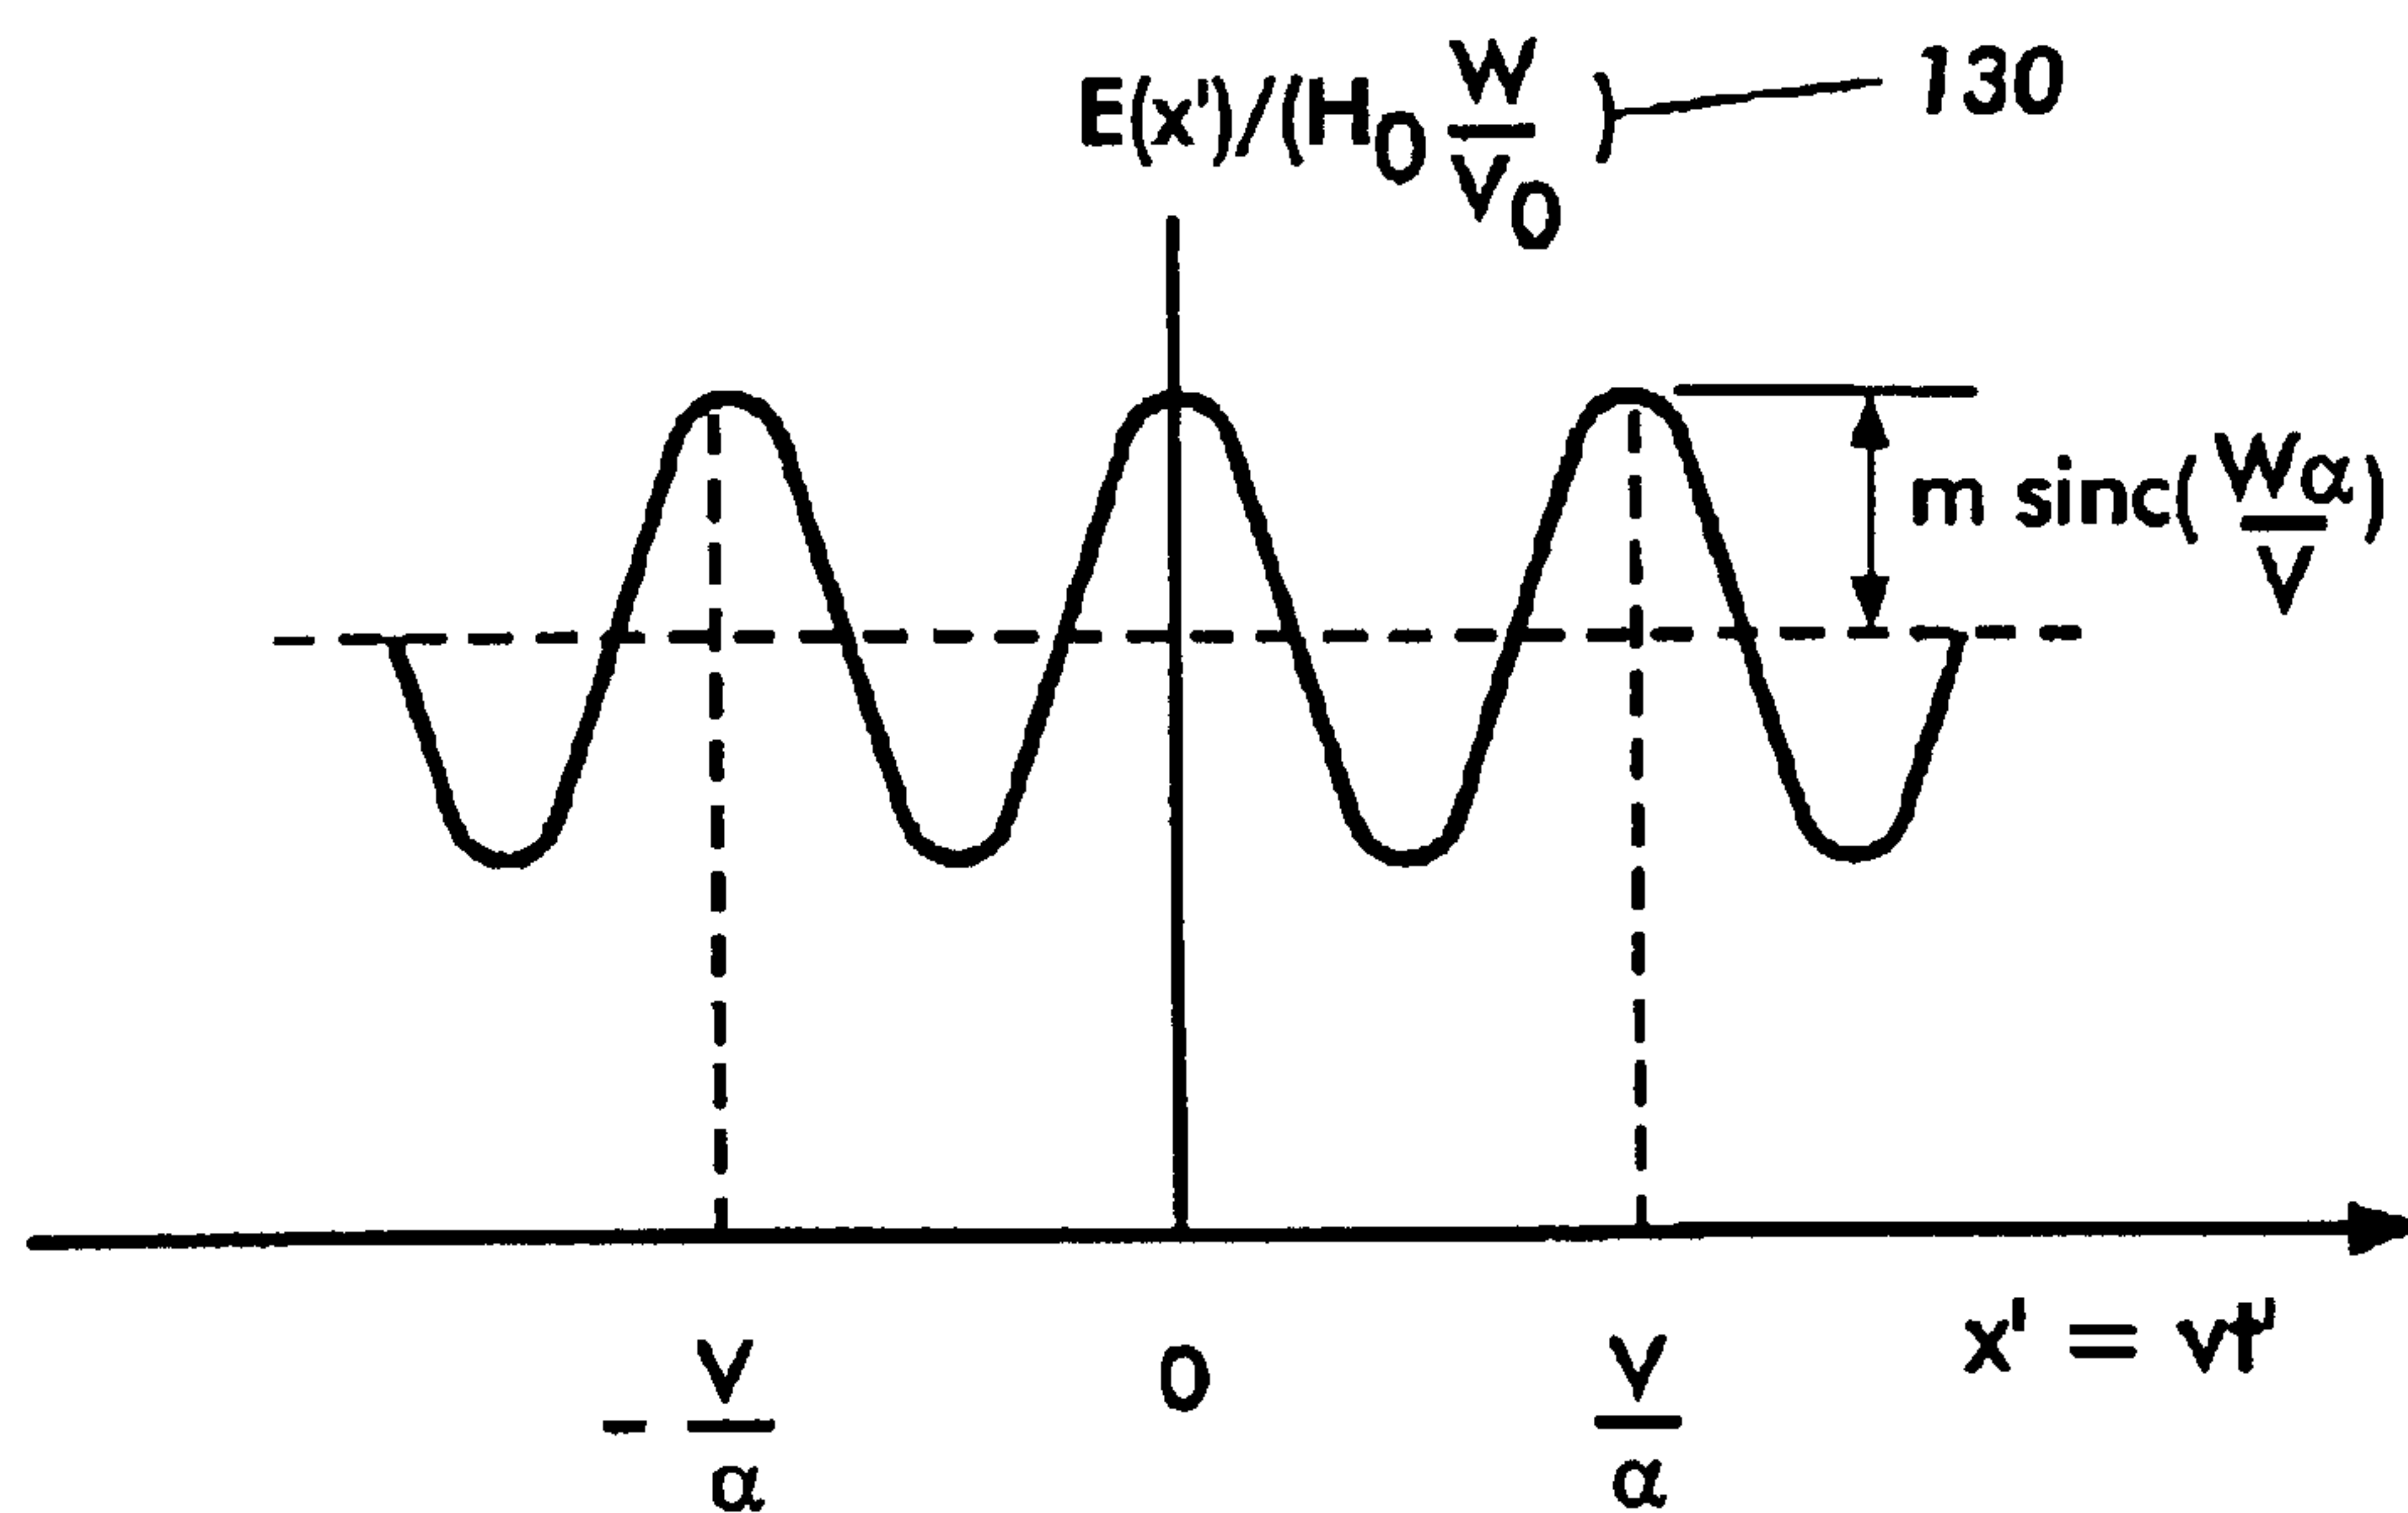 E(x')/(H₀ W/V₀) 130
m sinc(Wα/V)
x' = vt'
- V/α 0 V/α